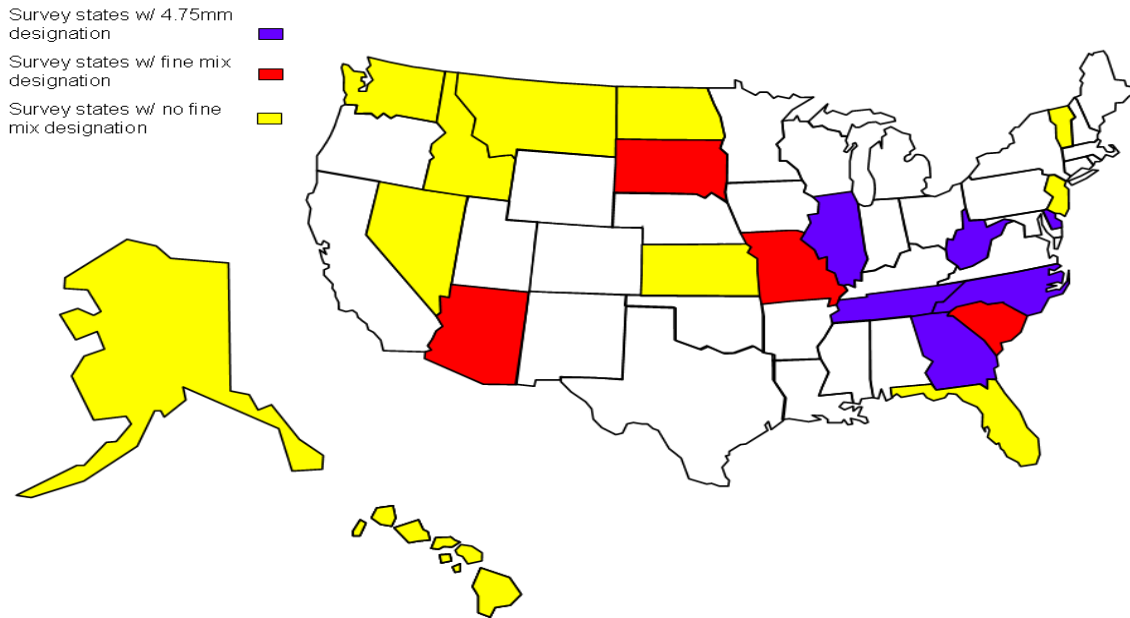 Survey states w/ 4.75mm
designation
Survey states w/ fine mix
designation
Survey states w/ no fine
mix designation